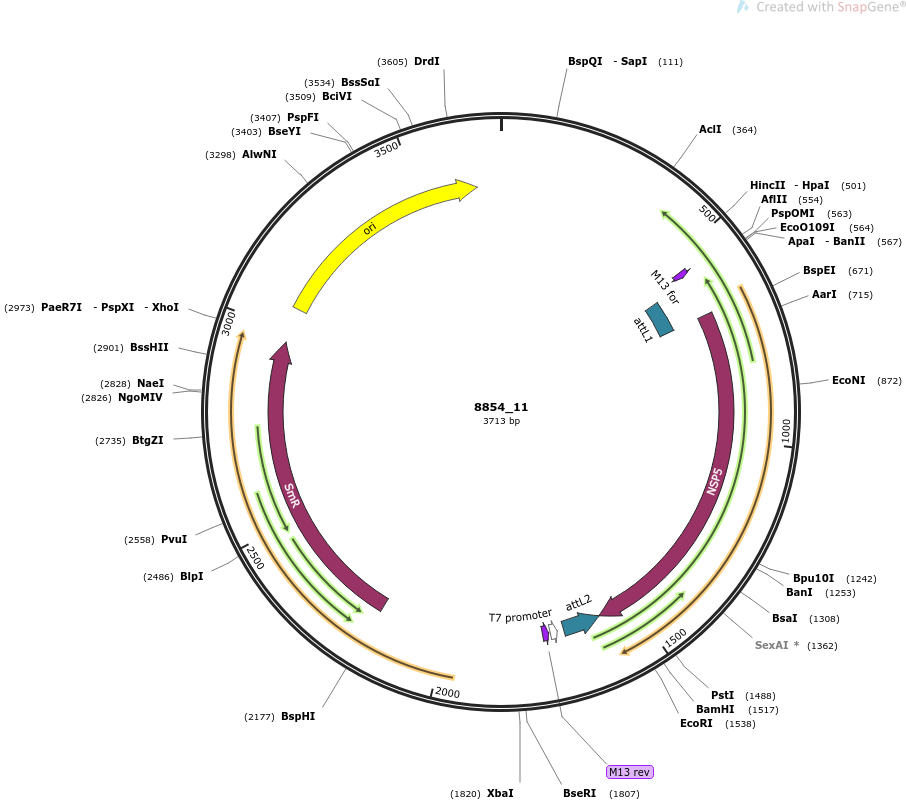 Created with SnapGene®
(3605) DrdI
BspQI - SapI (111)
(3534) BssSαI
(3509) BciVI
(3407) PspFI
(3403) BseYI
(3298) AlwNI
AclI (364)
HincII - HpaI (501)
AflII (554)
PspOMI (563)
EcoO109I (564)
ApaI - BanII (567)
BspEI (671)
AarI (715)
EcoNI (872)
(2973) PaeR7I - PspXI - XhoI
(2901) BssHII
(2828) NaeI
(2826) NgoMIV
(2735) BtgZI
(2558) PvuI
(2486) BlpI
(2177) BspHI
(1820) XbaI
BseRI (1807)
M13 rev
Bpu10I (1242)
BanI (1253)
BsaI (1308)
SexAI * (1362)
PstI (1488)
BamHI (1517)
EcoRI (1538)
500
1000
1500
2000
2500
3000
3500
ori
M13 for
attL1
NSP5
attL2
T7 promoter
SmR
8854_11
3713 bp